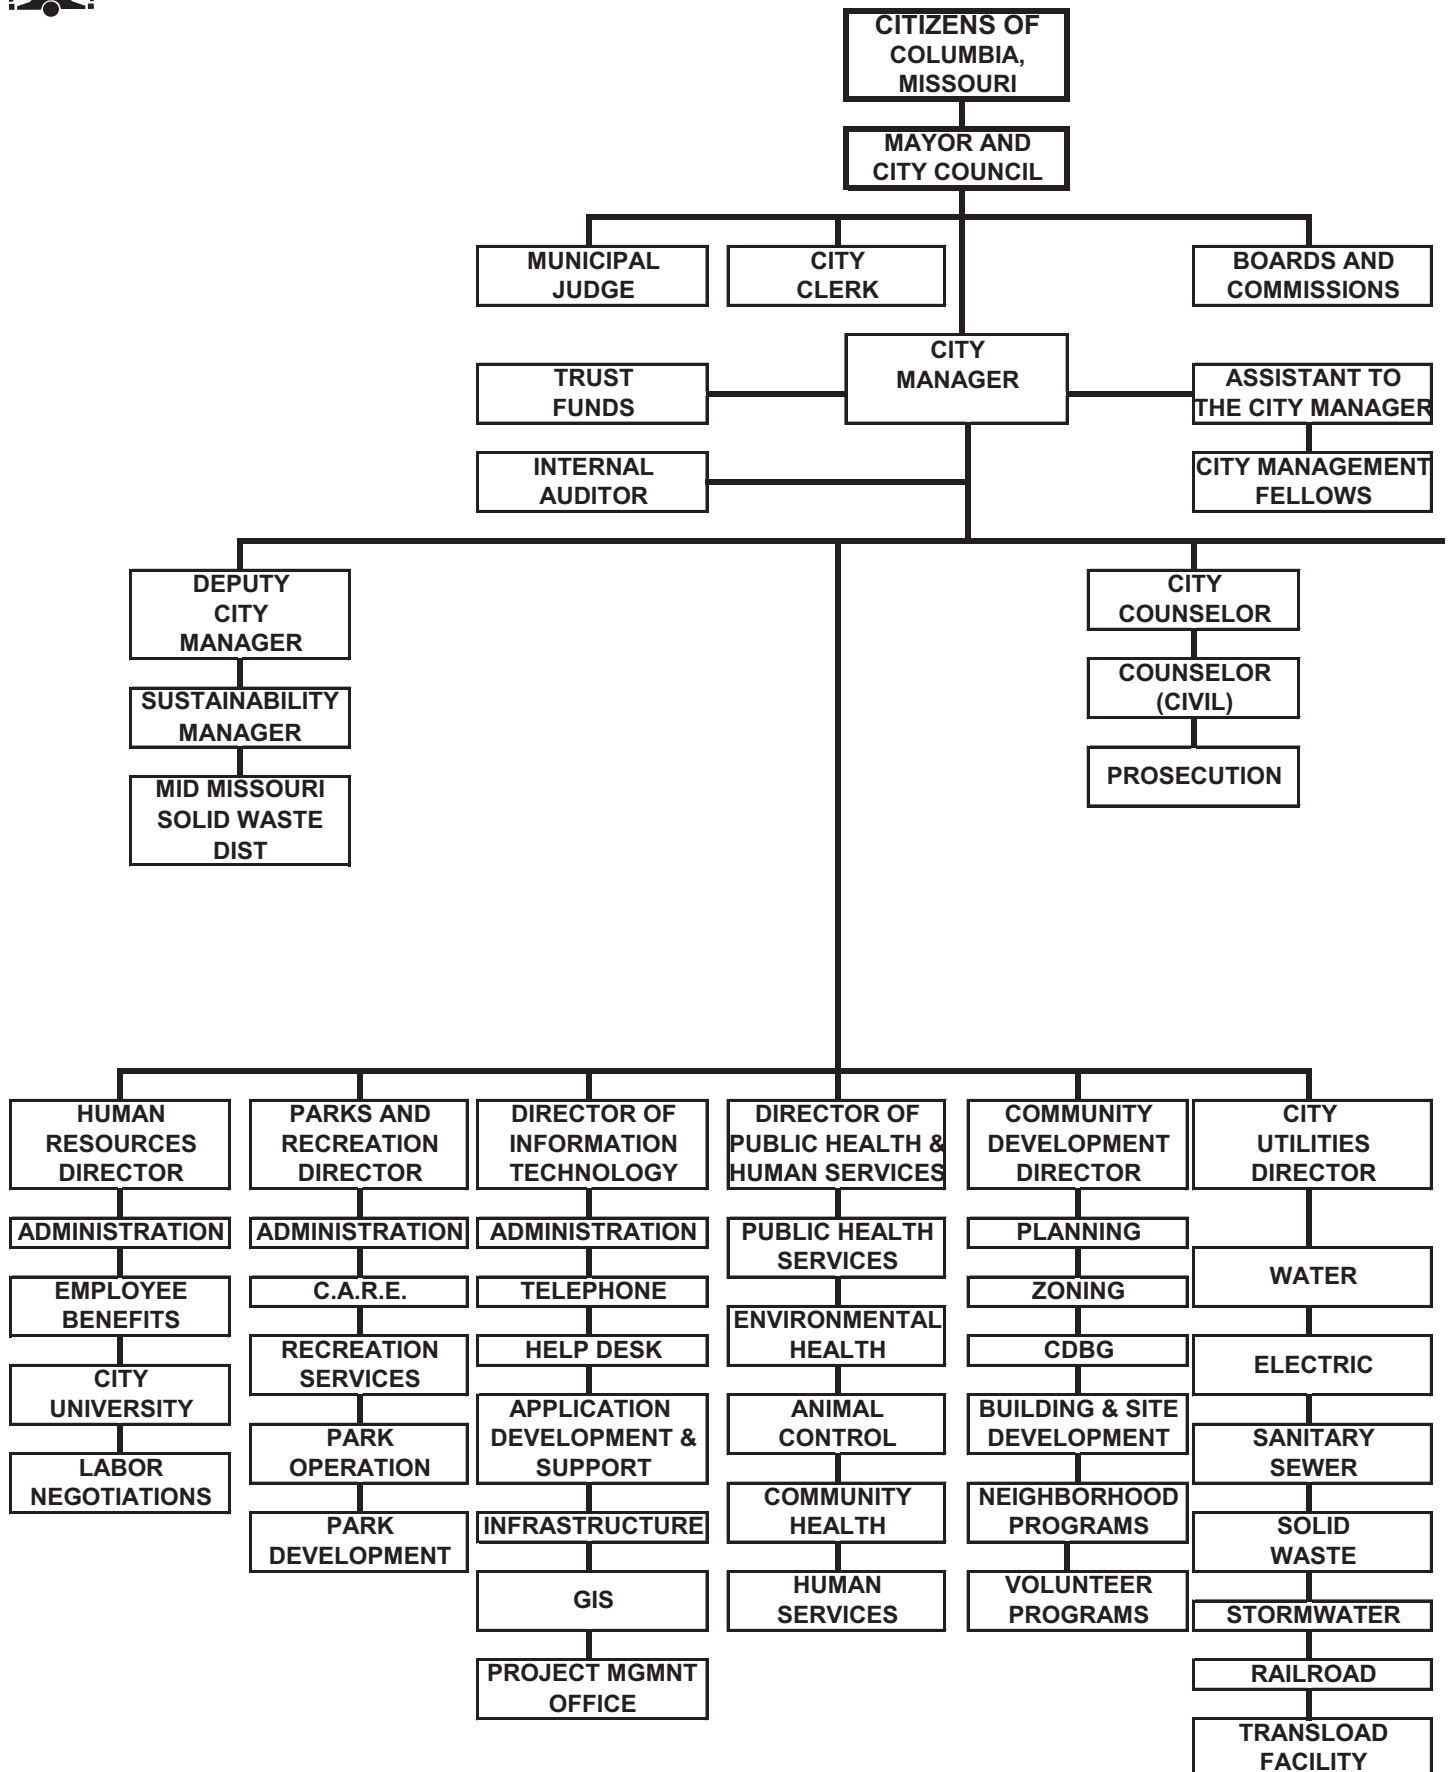 CITIZENS OF
COLUMBIA,
MISSOURI
MAYOR AND
CITY COUNCIL
MUNICIPAL
JUDGE
CITY
CLERK
BOARDS AND
COMMISSIONS
CITY
MANAGER
TRUST
FUNDS
ASSISTANT TO
THE CITY MANAGER
INTERNAL
AUDITOR
CITY MANAGEMENT
FELLOWS
DEPUTY
CITY
MANAGER
SUSTAINABILITY
MANAGER
MID MISSOURI
SOLID WASTE
DIST
CITY
COUNSELOR
COUNSELOR
(CIVIL)
PROSECUTION
HUMAN
RESOURCES
DIRECTOR
ADMINISTRATION
EMPLOYEE
BENEFITS
CITY
UNIVERSITY
LABOR
NEGOTIATIONS
PARKS AND
RECREATION
DIRECTOR
ADMINISTRATION
C.A.R.E.
RECREATION
SERVICES
PARK
OPERATION
PARK
DEVELOPMENT
DIRECTOR OF
INFORMATION
TECHNOLOGY
ADMINISTRATION
TELEPHONE
HELP DESK
APPLICATION
DEVELOPMENT &
SUPPORT
INFRASTRUCTURE
GIS
PROJECT MGMNT
OFFICE
DIRECTOR OF
PUBLIC HEALTH &
HUMAN SERVICES
PUBLIC HEALTH
SERVICES
ENVIRONMENTAL
HEALTH
ANIMAL
CONTROL
COMMUNITY
HEALTH
HUMAN
SERVICES
COMMUNITY
DEVELOPMENT
DIRECTOR
PLANNING
ZONING
CDBG
BUILDING & SITE
DEVELOPMENT
NEIGHBORHOOD
PROGRAMS
VOLUNTEER
PROGRAMS
CITY
UTILITIES
DIRECTOR
WATER
ELECTRIC
SANITARY
SEWER
SOLID
WASTE
STORMWATER
RAILROAD
TRANSLOAD
FACILITY